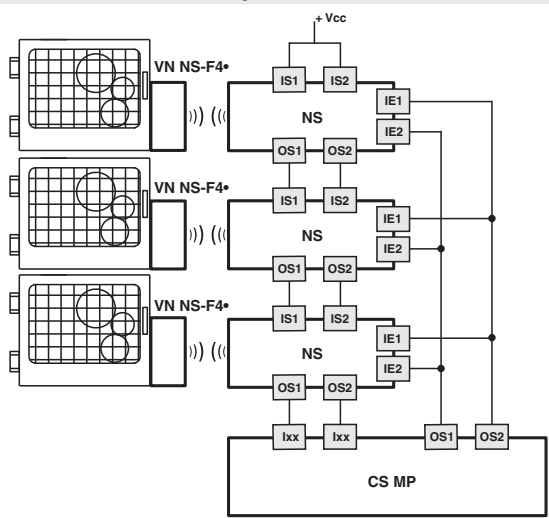 + Vcc
VN NS-F4•
IS1 IS2
IE1
NS
IE2
OS1 OS2
VN NS-F4•
IS1 IS2
IE1
NS
IE2
OS1 OS2
VN NS-F4•
IS1 IS2
IE1
NS
IE2
OS1 OS2
Ixx Ixx OS1 OS2
CS MP